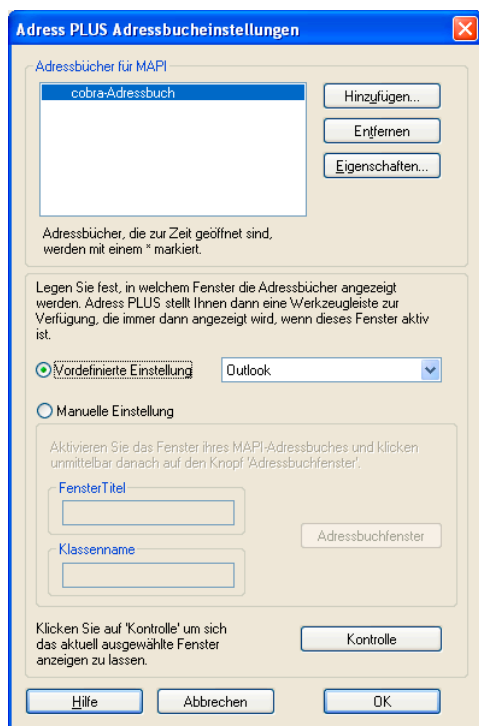 Adress PLUS Adressbucheinstellungen
Adressbücher für MAPI
cobra-Adressbuch
Hinzufügen...
Entfernen
Eigenschaften...
Adressbücher, die zur Zeit geöffnet sind,
werden mit einem * markiert.
Legen Sie fest, in welchem Fenster die Adressbücher angezeigt
werden. Adress PLUS stellt Ihnen dann eine Werkzeugleiste zur
Verfügung, die immer dann angezeigt wird, wenn dieses Fenster aktiv
ist.
Vordefinierte Einstellung
Outlook
Manuelle Einstellung
Aktivieren Sie das Fenster ihres MAPI-Adressbuches und klicken
unmittelbar danach auf den Knopf 'Adressbuchfenster'.
FensterTitel
Adressbuchfenster
Klassenname
Klicken Sie auf 'Kontrolle' um sich
das aktuell ausgewählte Fenster
anzeigen zu lassen.
Kontrolle
Hilfe
Abbrechen
OK